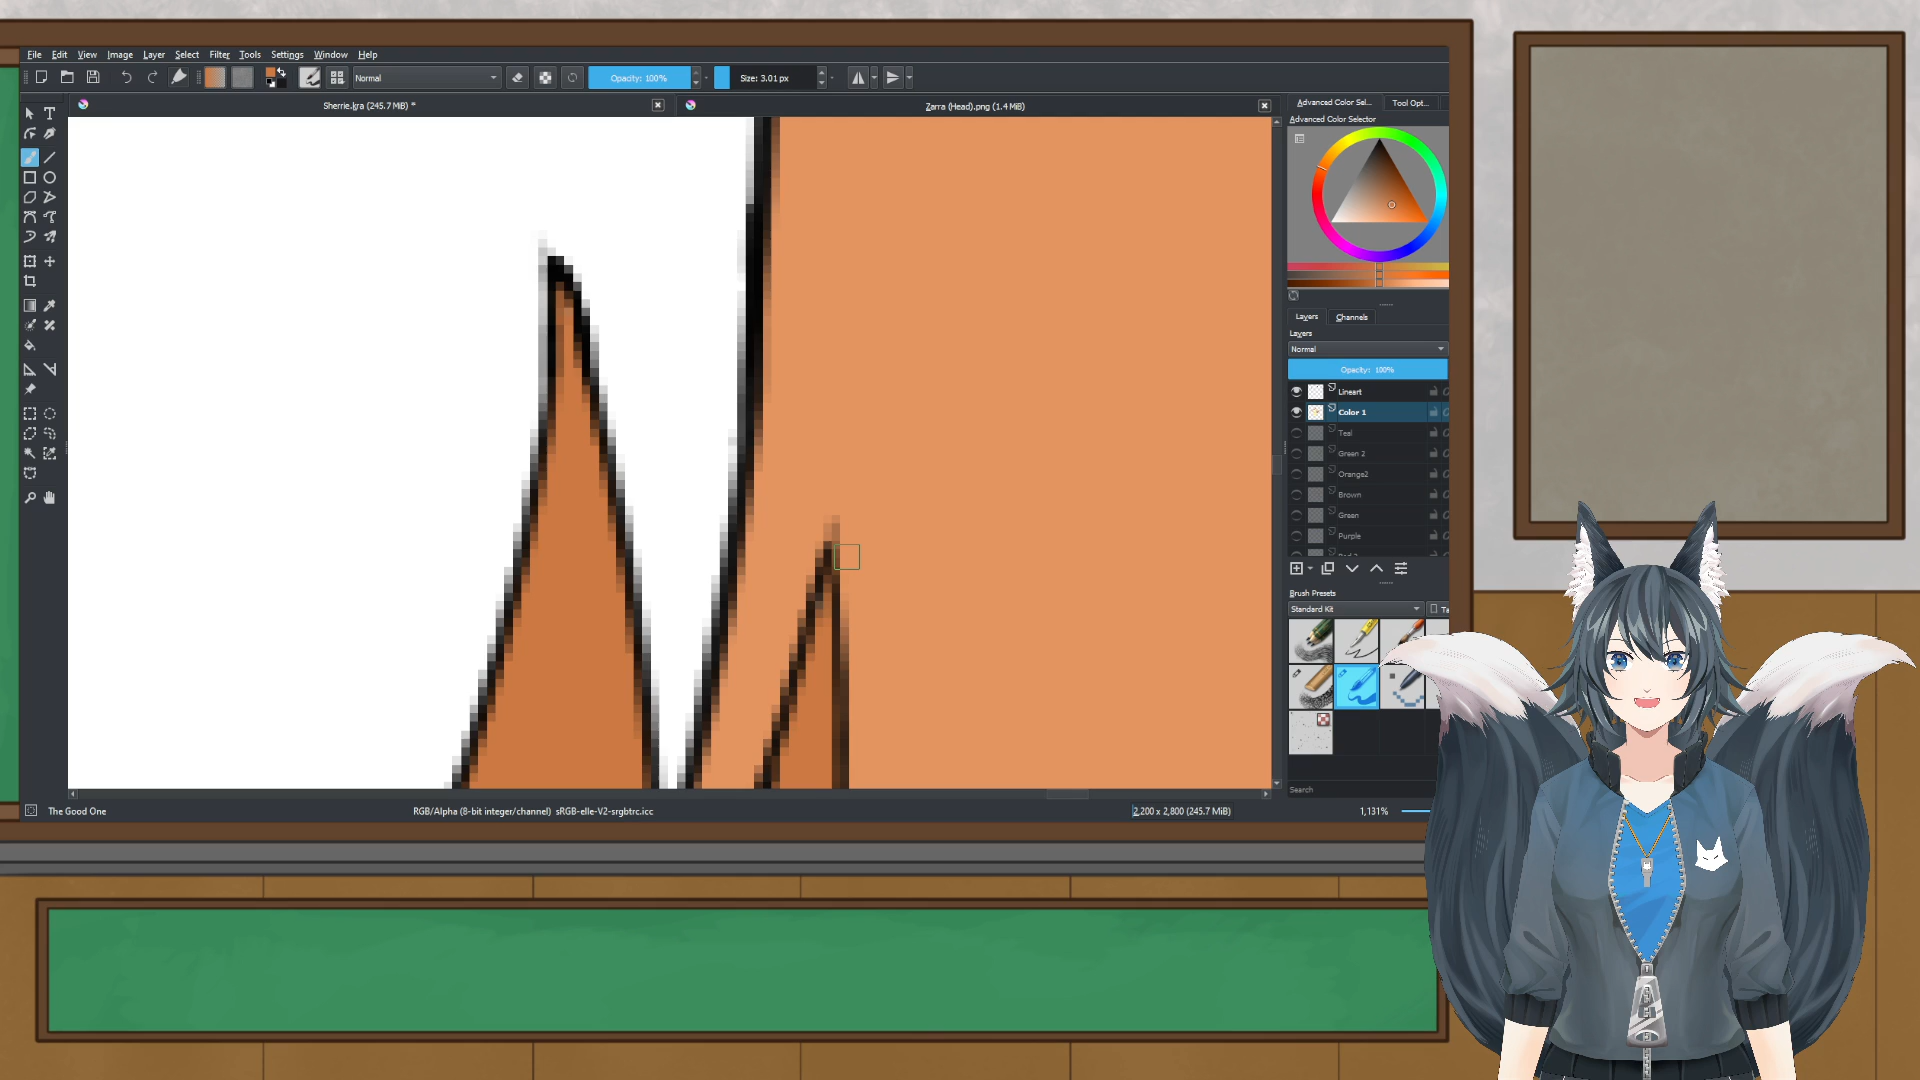 File Edit View Image Layer Select Filter Tools Settings Window Help
Normal
Opacity: 100%
Size: 3.01 px
Sherrie.kra (245.7 MiB) *
Zarra (Head).png (1.4 MiB)
Advanced Color Sel...
Tool Opt...
Advanced Color Selector
Layers
Channels
Layers
Normal
Opacity: 100%
Lineart
Color 1
Teal
Green 2
Orange2
Brown
Green
Purple
Brush Presets
Standard Kit
Ta
Search
The Good One
RGB/Alpha (8-bit integer/channel) sRGB-elle-V2-srgbtrc.icc
2,200 x 2,800 (245.7 MiB)
1,131%